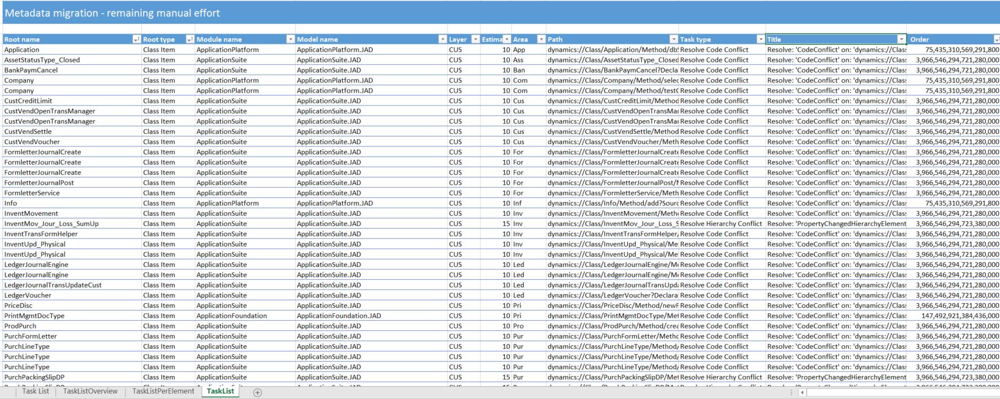 Metadata migration - remaining manual effort
Root name Root type Module name Model name Layer Estima Area Path Task type Title Order
Application Class Item ApplicationPlatform ApplicationPlatform.JAD CUS 10 App dynamics://Class/Application/Method/db Resolve Code Conflict Resolve: 'CodeConflict' on: 'dynamics://Clas 75,435,310,569,291,800
AssetStatusType_Closed Class Item ApplicationSuite ApplicationSuite.JAD CUS 10 Ass dynamics://Class/AssetStatusType_Closed Resolve Code Conflict Resolve: 'CodeConflict' on: 'dynamics://Clas 3,966,546,294,721,280,000
BankPaymCancel Class Item ApplicationSuite ApplicationSuite.JAD CUS 10 Ban dynamics://Class/BankPaymCancel?Decla Resolve Code Conflict Resolve: 'CodeConflict' on: 'dynamics://Clas 3,966,546,294,721,280,000
Company Class Item ApplicationPlatform ApplicationPlatform.JAD CUS 10 Com dynamics://Class/Company/Method/selec Resolve Code Conflict Resolve: 'CodeConflict' on: 'dynamics://Clas 75,435,310,569,291,800
Company Class Item ApplicationPlatform ApplicationPlatform.JAD CUS 10 Com dynamics://Class/Company/Method/test Resolve Code Conflict Resolve: 'CodeConflict' on: 'dynamics://Clas 75,435,310,569,291,800
CustCreditLimit Class Item ApplicationSuite ApplicationSuite.JAD CUS 10 Cus dynamics://Class/CustCreditLimit/Method Resolve Code Conflict Resolve: 'CodeConflict' on: 'dynamics://Clas 3,966,546,294,721,280,000
CustVendOpenTransManager Class Item ApplicationSuite ApplicationSuite.JAD CUS 10 Cus dynamics://Class/CustVendOpenTransMa Resolve Code Conflict Resolve: 'CodeConflict' on: 'dynamics://Clas 3,966,546,294,721,280,000
CustVendOpenTransManager Class Item ApplicationSuite ApplicationSuite.JAD CUS 10 Cus dynamics://Class/CustVendOpenTransMa Resolve Code Conflict Resolve: 'CodeConflict' on: 'dynamics://Clas 3,966,546,294,721,280,000
CustVendSettle Class Item ApplicationSuite ApplicationSuite.JAD CUS 10 Cus dynamics://Class/CustVendSettle/Method Resolve Code Conflict Resolve: 'CodeConflict' on: 'dynamics://Clas 3,966,546,294,721,280,000
CustVendVoucher Class Item ApplicationSuite ApplicationSuite.JAD CUS 10 Cus dynamics://Class/CustVendVoucher/Meth Resolve Code Conflict Resolve: 'CodeConflict' on: 'dynamics://Clas 3,966,546,294,721,280,000
FormletterJournalCreate Class Item ApplicationSuite ApplicationSuite.JAD CUS 10 For dynamics://Class/FormletterJournalCreate Resolve Code Conflict Resolve: 'CodeConflict' on: 'dynamics://Clas 3,966,546,294,721,280,000
FormletterJournalCreate Class Item ApplicationSuite ApplicationSuite.JAD CUS 10 For dynamics://Class/FormletterJournalCreate Resolve Code Conflict Resolve: 'CodeConflict' on: 'dynamics://Clas 3,966,546,294,721,280,000
FormletterJournalCreate Class Item ApplicationSuite ApplicationSuite.JAD CUS 10 For dynamics://Class/FormletterJournalCreate Resolve Code Conflict Resolve: 'CodeConflict' on: 'dynamics://Clas 3,966,546,294,721,280,000
FormletterJournalPost Class Item ApplicationSuite ApplicationSuite.JAD CUS 10 For dynamics://Class/FormletterJournalPost/ Resolve Code Conflict Resolve: 'CodeConflict' on: 'dynamics://Clas 3,966,546,294,721,280,000
FormletterService Class Item ApplicationSuite ApplicationSuite.JAD CUS 10 For dynamics://Class/FormletterService/Meth Resolve Code Conflict Resolve: 'CodeConflict' on: 'dynamics://Clas 3,966,546,294,721,280,000
Info Class Item ApplicationPlatform ApplicationPlatform.JAD CUS 10 Inf dynamics://Class/Info/Method/add?Sourc Resolve Code Conflict Resolve: 'CodeConflict' on: 'dynamics://Clas 75,435,310,569,291,800
InventMovement Class Item ApplicationSuite ApplicationSuite.JAD CUS 10 Inv dynamics://Class/InventMovement/Meth Resolve Code Conflict Resolve: 'CodeConflict' on: 'dynamics://Clas 3,966,546,294,721,280,000
InventMov_Jour_Loss_SumUp Class Item ApplicationSuite ApplicationSuite.JAD CUS 15 Inv dynamics://Class/InventMov_Jour_Loss_S Resolve Hierarchy Conflict Resolve: 'PropertyChangedHierarchyElement 3,966,546,294,723,380,000
InventTransFormHelper Class Item ApplicationSuite ApplicationSuite.JAD CUS 10 Inv dynamics://Class/InventTransFormHelper/ Resolve Code Conflict Resolve: 'CodeConflict' on: 'dynamics://Clas 3,966,546,294,721,280,000
InventUpd_Physical Class Item ApplicationSuite ApplicationSuite.JAD CUS 10 Inv dynamics://Class/InventUpd_Physical/Me Resolve Code Conflict Resolve: 'CodeConflict' on: 'dynamics://Clas 3,966,546,294,721,280,000
InventUpd_Physical Class Item ApplicationSuite ApplicationSuite.JAD CUS 10 Inv dynamics://Class/InventUpd_Physical/Me Resolve Code Conflict Resolve: 'CodeConflict' on: 'dynamics://Clas 3,966,546,294,721,280,000
LedgerJournalEngine Class Item ApplicationSuite ApplicationSuite.JAD CUS 10 Led dynamics://Class/LedgerJournalEngine/M Resolve Code Conflict Resolve: 'CodeConflict' on: 'dynamics://Clas 3,966,546,294,721,280,000
LedgerJournalEngine Class Item ApplicationSuite ApplicationSuite.JAD CUS 10 Led dynamics://Class/LedgerJournalEngine/M Resolve Code Conflict Resolve: 'CodeConflict' on: 'dynamics://Clas 3,966,546,294,721,280,000
LedgerJournalTransUpdateCust Class Item ApplicationSuite ApplicationSuite.JAD CUS 10 Led dynamics://Class/LedgerJournalTransUpda Resolve Code Conflict Resolve: 'CodeConflict' on: 'dynamics://Clas 3,966,546,294,721,280,000
LedgerVoucher Class Item ApplicationSuite ApplicationSuite.JAD CUS 10 Led dynamics://Class/LedgerVoucher?Declara Resolve Code Conflict Resolve: 'CodeConflict' on: 'dynamics://Clas 3,966,546,294,721,280,000
PriceDisc Class Item ApplicationSuite ApplicationSuite.JAD CUS 10 Pri dynamics://Class/PriceDisc/Method/new Resolve Code Conflict Resolve: 'CodeConflict' on: 'dynamics://Clas 3,966,546,294,721,280,000
PrintMgmtDocType Class Item ApplicationFoundation ApplicationFoundation.JAD CUS 10 Pri dynamics://Class/PrintMgmtDocType/Met Resolve Code Conflict Resolve: 'CodeConflict' on: 'dynamics://Clas 147,492,921,384,436,000
ProdPurch Class Item ApplicationSuite ApplicationSuite.JAD CUS 10 Pro dynamics://Class/ProdPurch/Method/crea Resolve Code Conflict Resolve: 'CodeConflict' on: 'dynamics://Clas 3,966,546,294,721,280,000
PurchFormLetter Class Item ApplicationSuite ApplicationSuite.JAD CUS 10 Pur dynamics://Class/PurchFormLetter/Metho Resolve Code Conflict Resolve: 'CodeConflict' on: 'dynamics://Clas 3,966,546,294,721,280,000
PurchLineType Class Item ApplicationSuite ApplicationSuite.JAD CUS 10 Pur dynamics://Class/PurchLineType/Method/ Resolve Code Conflict Resolve: 'CodeConflict' on: 'dynamics://Clas 3,966,546,294,721,280,000
PurchLineType Class Item ApplicationSuite ApplicationSuite.JAD CUS 10 Pur dynamics://Class/PurchLineType/Method/ Resolve Code Conflict Resolve: 'CodeConflict' on: 'dynamics://Clas 3,966,546,294,721,280,000
PurchLineType Class Item ApplicationSuite ApplicationSuite.JAD CUS 10 Pur dynamics://Class/PurchLineType/Method/ Resolve Code Conflict Resolve: 'CodeConflict' on: 'dynamics://Clas 3,966,546,294,721,280,000
PurchPackingSlipDP Class Item ApplicationSuite ApplicationSuite.JAD CUS 15 Pur dynamics://Class/PurchPackingSlipDP/Met Resolve Hierarchy Conflict Resolve: 'PropertyChangedHierarchyElement 3,966,546,294,723,380,000
Task List TaskListOverview TaskListPerElement TaskList